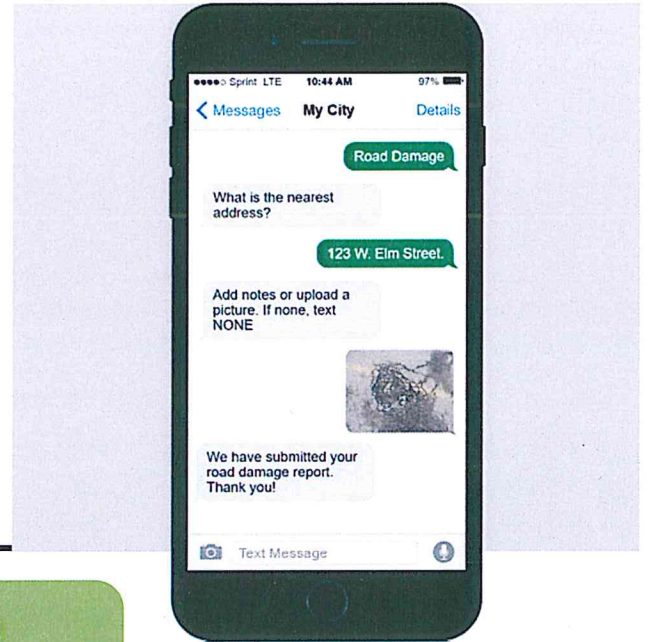 Sprint LTE 10:44 AM 97%
Messages My City Details
Road Damage
What is the nearest
address?
123 W. Elm Street.
Add notes or upload a
picture. If none, text
NONE
We have submitted your
road damage report.
Thank you!
Text Message